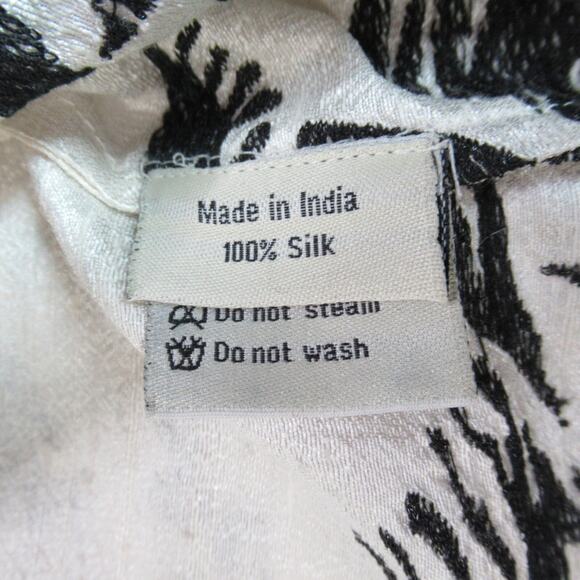 Made in India
100% Silk
Do not steam
Do not wash